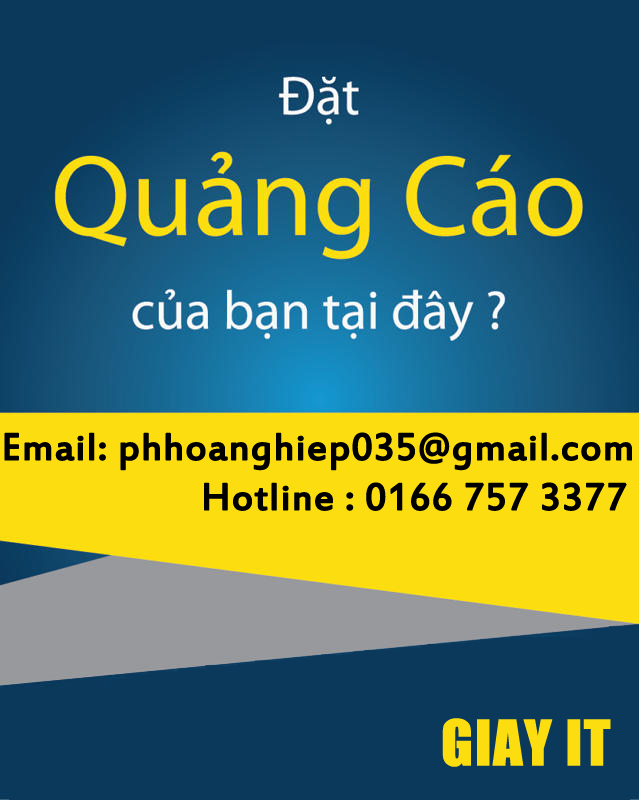 Đặt
Quảng Cáo
của bạn tại đây ?
Email: phhoanghiep035@gmail.com
Hotline : 0166 757 3377
GIAY IT